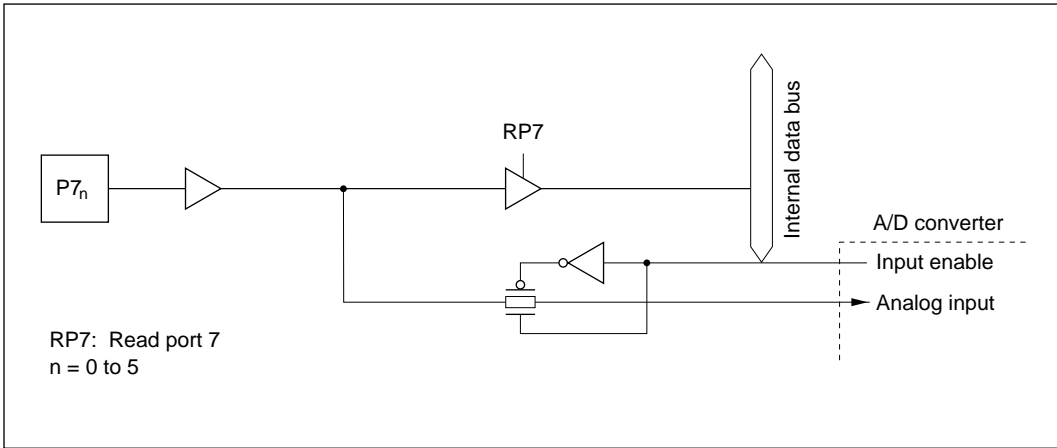 RP7
P7n
Internal data bus
A/D converter
Input enable
Analog input
RP7: Read port 7
n = 0 to 5